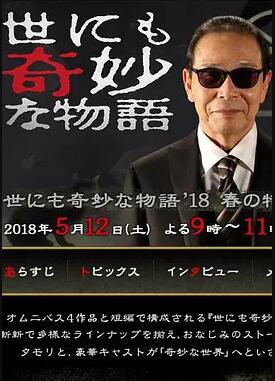 世にも
奇妙
な物語
世にも奇妙な物語'18 春の特
2018年5月12日(土) よる9時〜11
あらすじ
トピックス
インタビュー
オムニバス4作品と短編で構成される『世にも奇妙
斬新で多様なラインナップを揃え、おなじみのストー
タモリと、豪華キャストが「奇妙な世界」へといざ